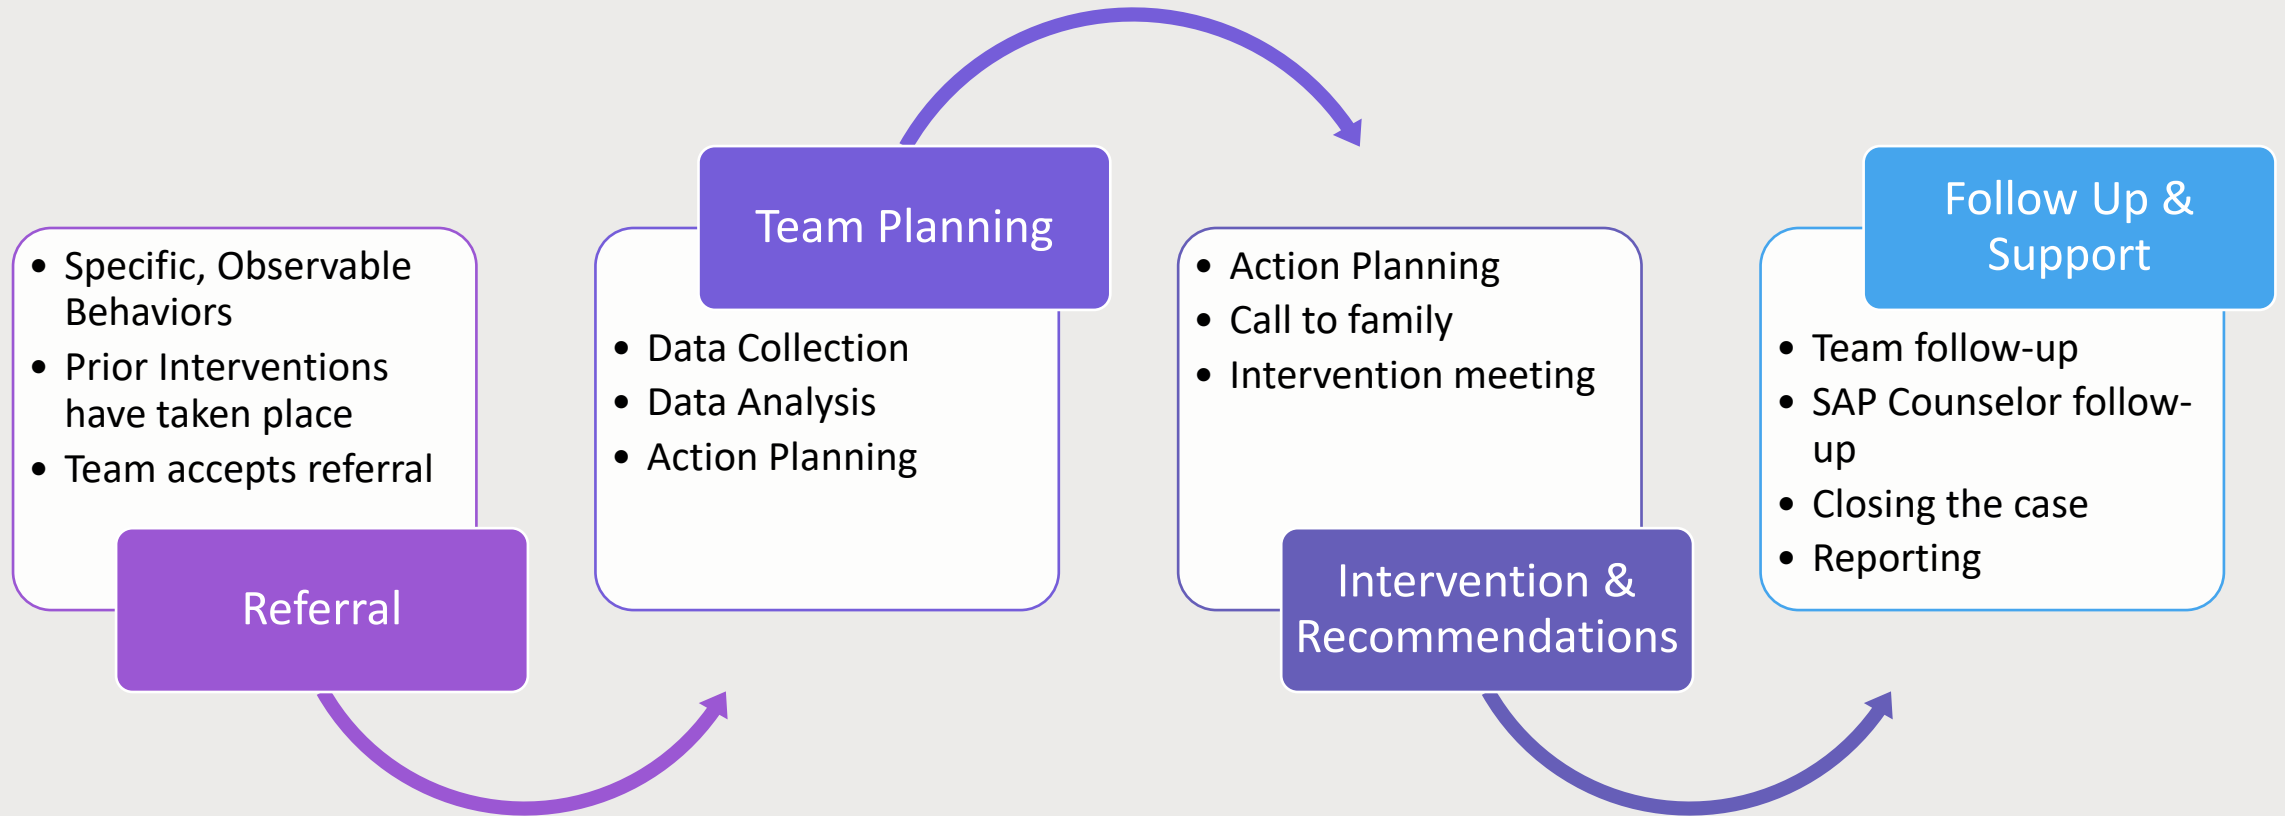 • Specific, Observable
Behaviors
• Prior Interventions
have taken place
• Team accepts referral
Referral
Team Planning
• Data Collection
• Data Analysis
• Action Planning
• Action Planning
• Call to family
• Intervention meeting
Intervention &
Recommendations
Follow Up &
Support
• Team follow-up
• SAP Counselor follow-
up
• Closing the case
• Reporting